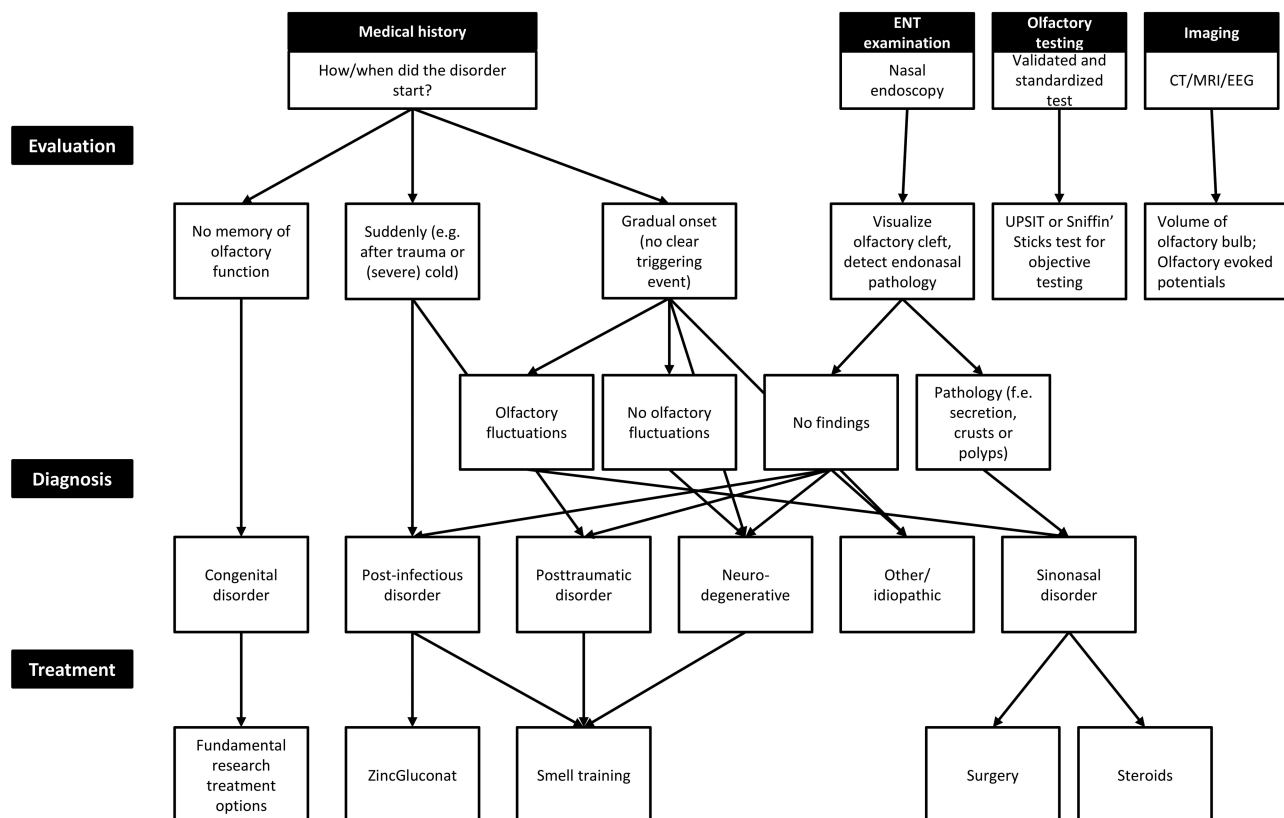 Medical history
How/when did the disorder
start?
ENT
examination
Nasal
endoscopy
Olfactory
testing
Validated and
standardized
test
Imaging
CT/MRI/EEG
Evaluation
No memory of
olfactory
function
Suddenly (e.g.
after trauma or
(severe) cold)
Gradual onset
(no clear
triggering
event)
Visualize
olfactory cleft,
detect endonasal
pathology
UPSIT or Sniffin’
Sticks test for
objective
testing
Volume of
olfactory bulb;
Olfactory evoked
potentials
Olfactory
fluctuations
No olfactory
fluctuations
No findings
Pathology (f.e.
secretion,
crusts or
polyps)
Diagnosis
Congenital
disorder
Post-infectious
disorder
Posttraumatic
disorder
Neuro-
degenerative
Other/
idiopathic
Sinonasal
disorder
Treatment
Fundamental
research
treatment
options
ZincGluconat
Smell training
Surgery
Steroids